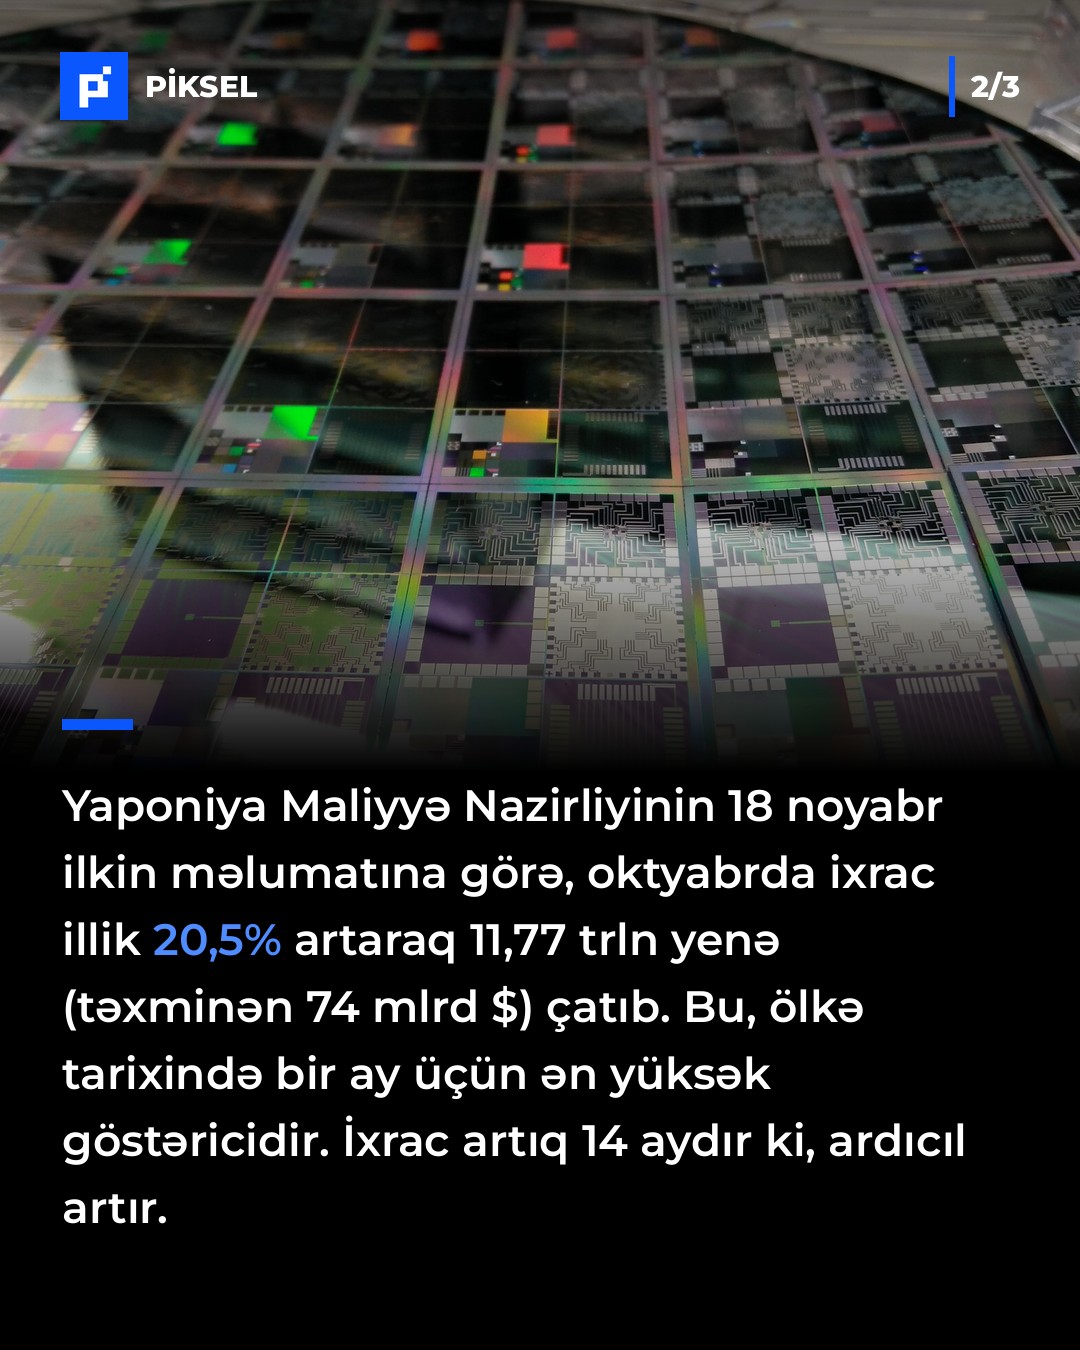 PİKSEL
2/3
Yaponiya Maliyyə Nazirliyinin 18 noyabr
ilkin məlumatına görə, oktyabrda ixrac
illik 20,5% artaraq 11,77 trln yenə
(təxminən 74 mlrd $) çatıb. Bu, ölkə
tarixində bir ay üçün ən yüksək
göstəricidir. İxrac artıq 14 aydır ki, ardıcıl
artır.